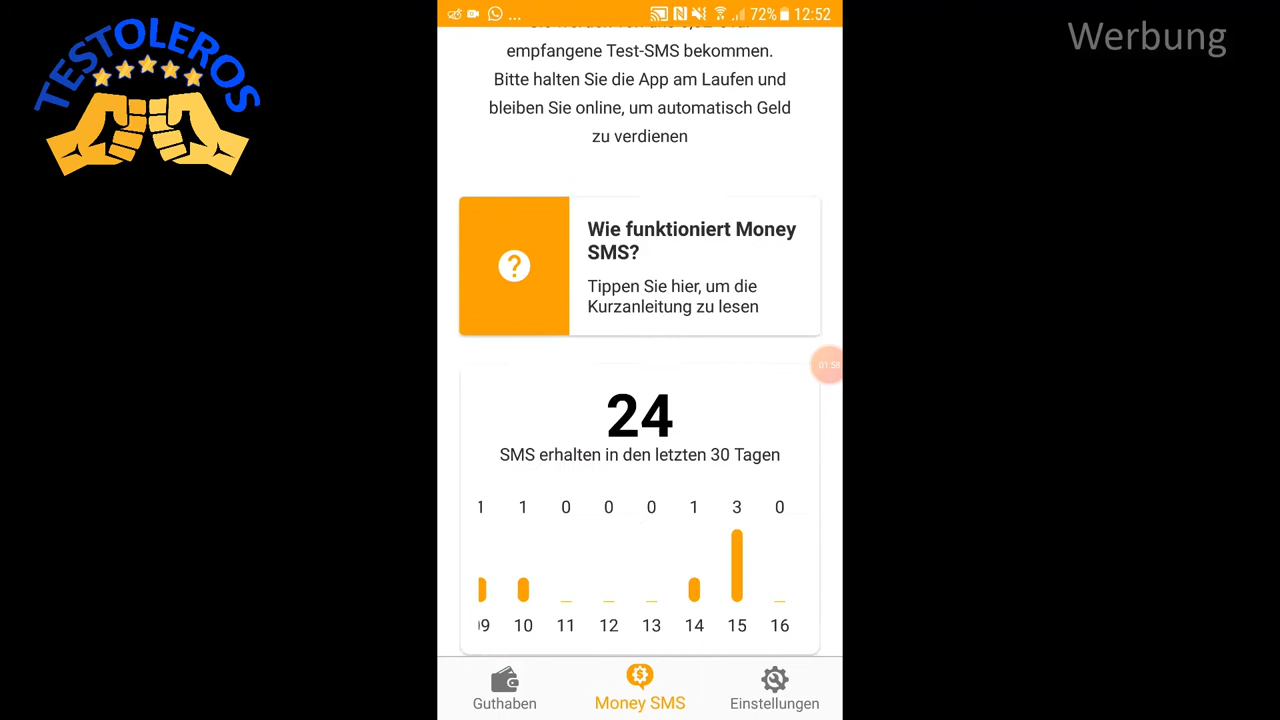 TESTOLEROS
... 72% 12:52
Werbung
empfangene Test-SMS bekommen.
Bitte halten Sie die App am Laufen und
bleiben Sie online, um automatisch Geld
zu verdienen
Wie funktioniert Money
SMS?
Tippen Sie hier, um die
Kurzanleitung zu lesen
01:58
24
SMS erhalten in den letzten 30 Tagen
1 1 0 0 0 1 3 0
09 10 11 12 13 14 15 16
Guthaben Money SMS Einstellungen